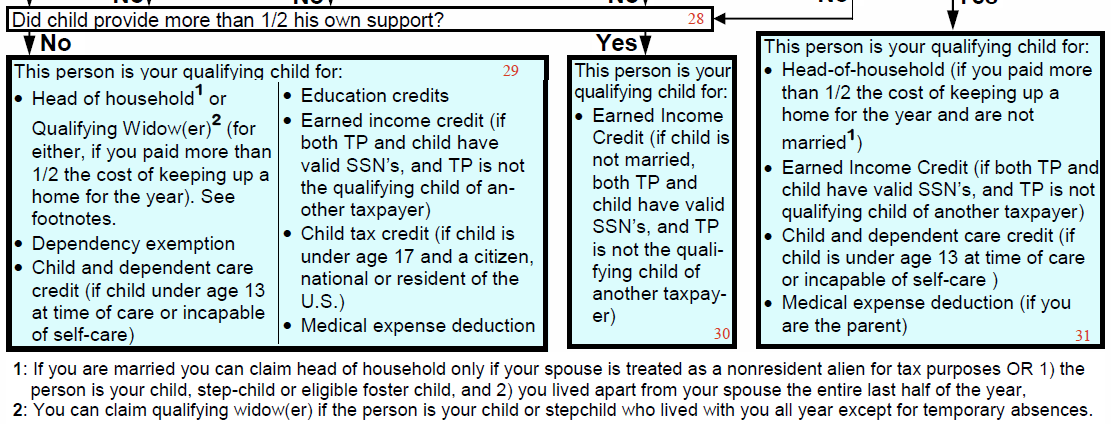 Did child provide more than 1/2 his own support? 28
No
Yes
Yes
This person is your qualifying child for: 29
• Head of household1 or
Qualifying Widow(er)2 (for
either, if you paid more than
1/2 the cost of keeping up a
home for the year). See
footnotes.
• Dependency exemption
• Child and dependent care
credit (if child under age 13
at time of care or incapable
of self-care)
• Education credits
• Earned income credit (if
both TP and child have
valid SSN's, and TP is not
the qualifying child of an-
other taxpayer)
• Child tax credit (if child is
under age 17 and a citizen,
national or resident of the
U.S.)
• Medical expense deduction
This person is your
qualifying child for:
• Earned Income
Credit (if child is
not married,
both TP and
child have valid
SSN's, and TP
is not the quali-
fying child of
another taxpay-
er)
30
This person is your qualifying child for:
• Head-of-household (if you paid more
than 1/2 the cost of keeping up a
home for the year and are not
married1)
• Earned Income Credit (if both TP and
child have valid SSN's, and TP is not
qualifying child of another taxpayer)
• Child and dependent care credit (if
child is under age 13 at time of care
or incapable of self-care )
• Medical expense deduction (if you
are the parent)
31
1: If you are married you can claim head of household only if your spouse is treated as a nonresident alien for tax purposes OR 1) the
person is your child, step-child or eligible foster child, and 2) you lived apart from your spouse the entire last half of the year,
2: You can claim qualifying widow(er) if the person is your child or stepchild who lived with you all year except for temporary absences.